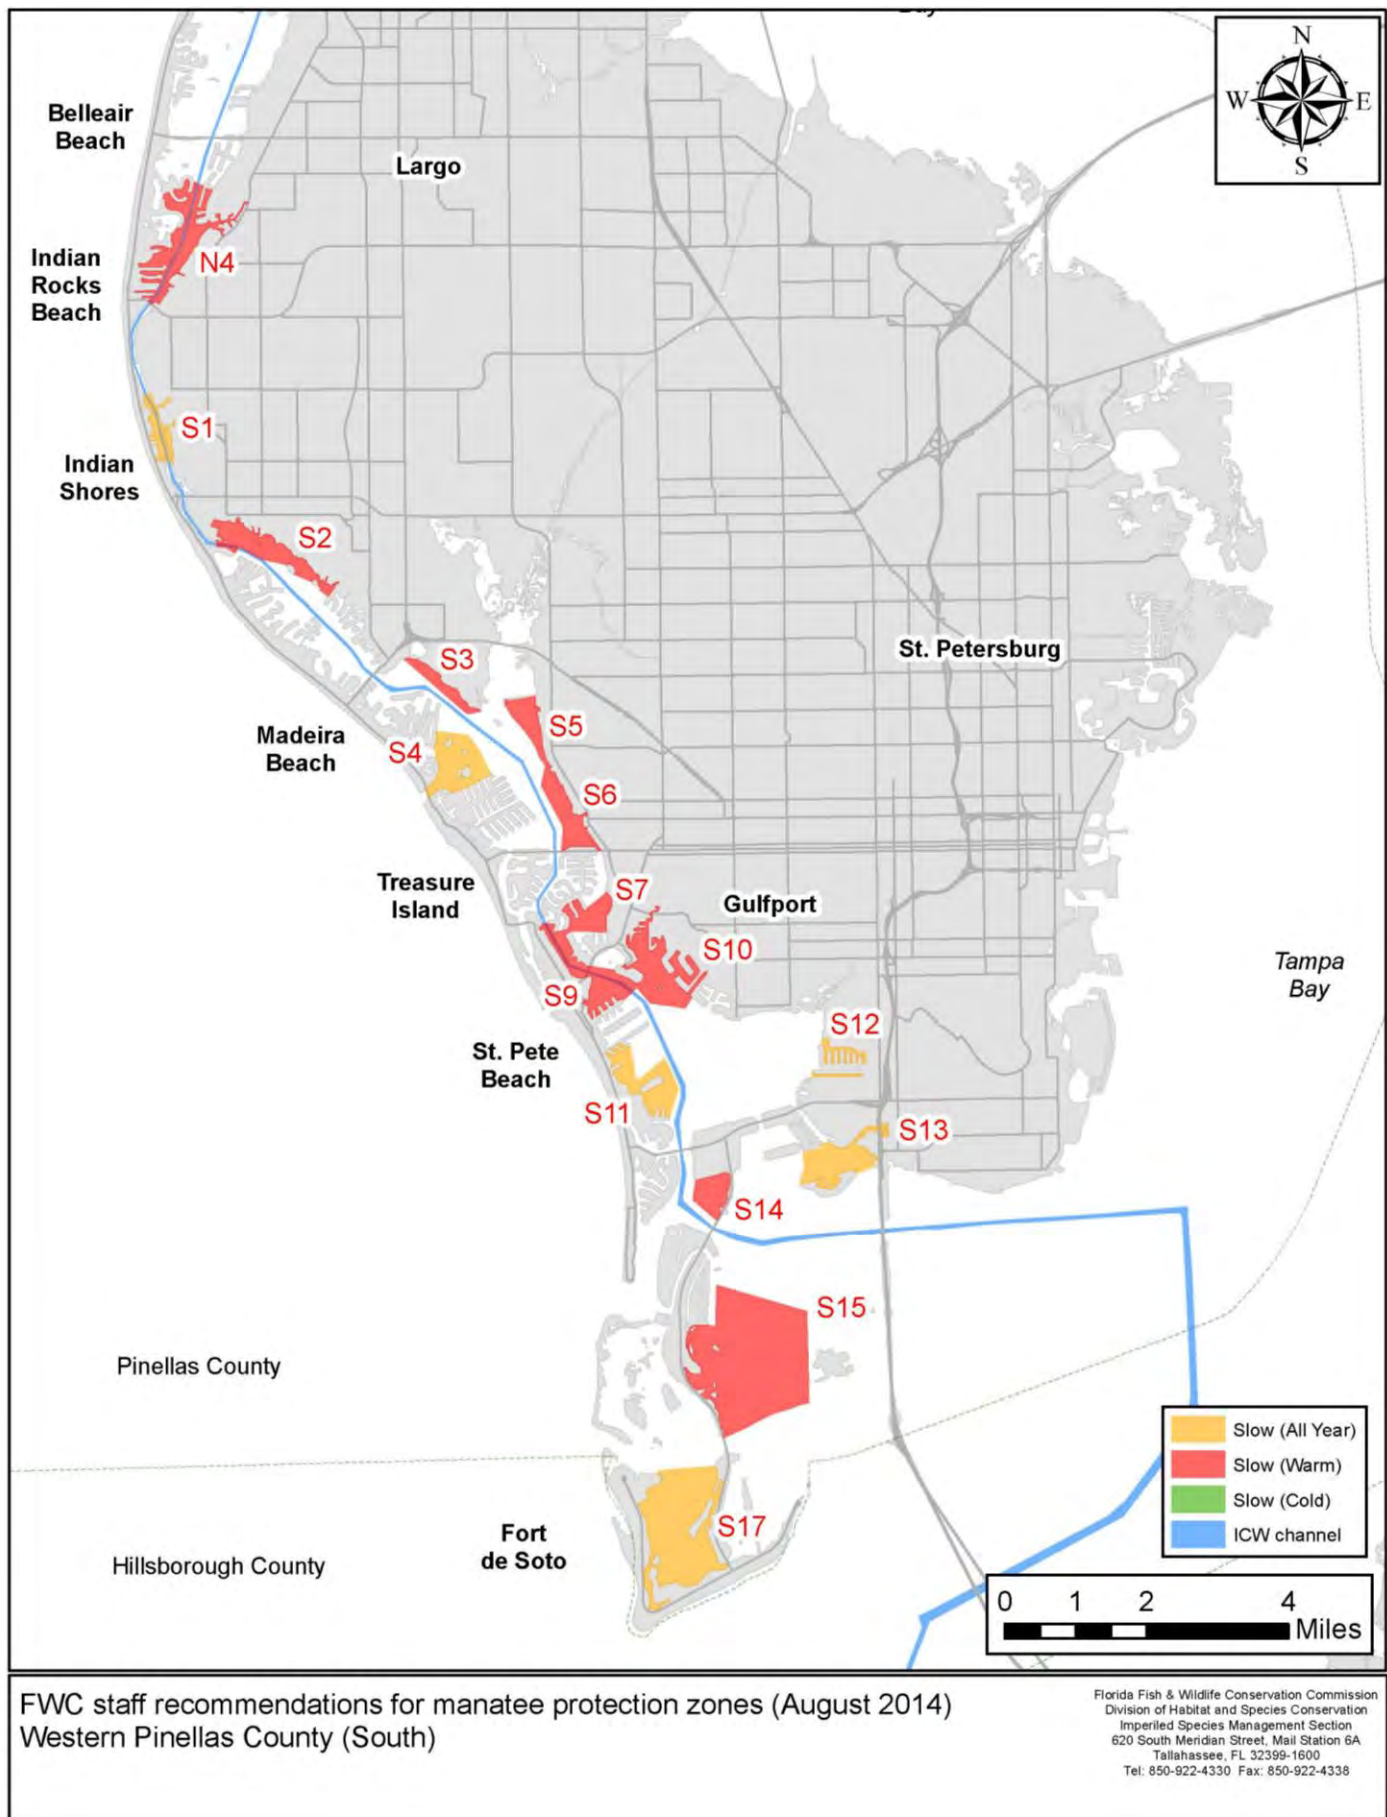 Bay
N
W
E
S
Belleair
Beach
Largo
Indian
Rocks
Beach
N4
S1
Indian
Shores
S2
St. Petersburg
S3
S5
Madeira
Beach
S4
S6
Treasure
Island
S7
Gulfport
S10
Tampa
Bay
S9
S12
St. Pete
Beach
S11
S13
S14
S15
Pinellas County
Slow (All Year)
Slow (Warm)
Slow (Cold)
ICW channel
S17
Fort
de Soto
Hillsborough County
0 1 2 4
Miles
FWC staff recommendations for manatee protection zones (August 2014)
Western Pinellas County (South)
Florida Fish & Wildlife Conservation Commission
Division of Habitat and Species Conservation
Imperiled Species Management Section
620 South Meridian Street, Mail Station 6A
Tallahassee, FL 32399-1600
Tel: 850-922-4330 Fax: 850-922-4338